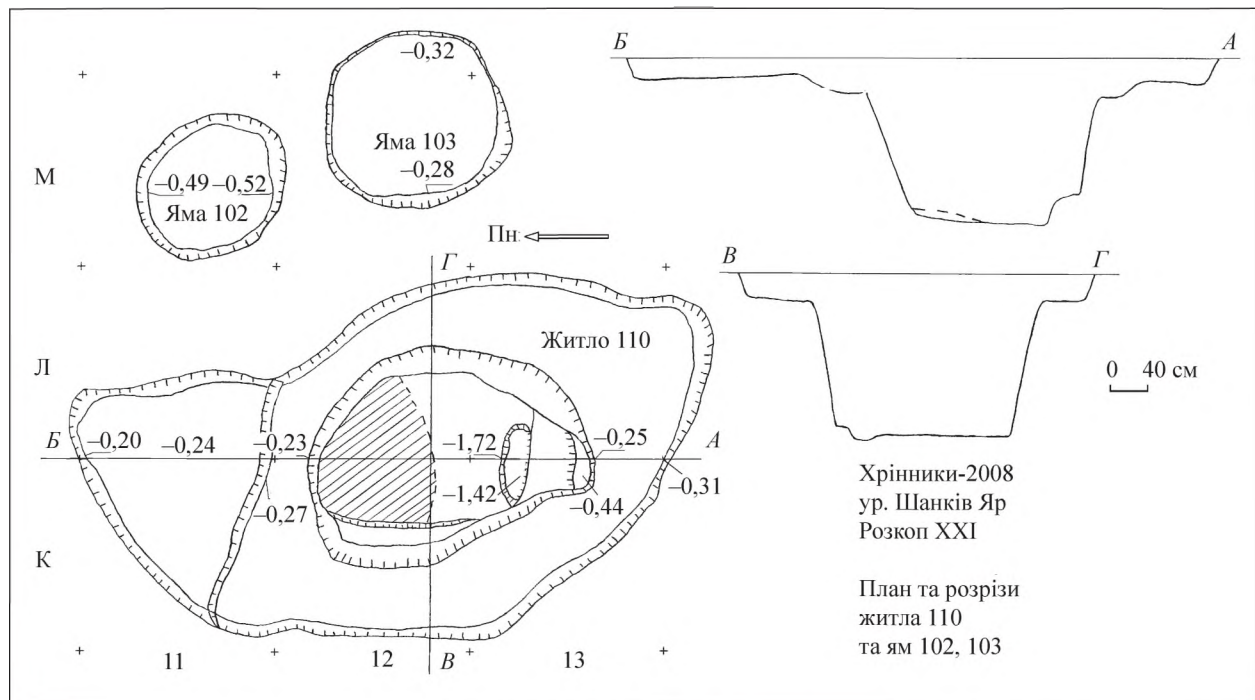 Б
А
–0,32
Яма 103
–0,28
М
–0,49 –0,52
Яма 102
Пн
Г
В
Г
Житло 110
Л
0 40 см
Б
–0,20
–0,24
–0,23
–1,72
–0,25
А
–1,42
–0,44
–0,31
–0,27
К
11
12
В
13
Хрінники-2008
ур. Шанків Яр
Розкоп XXI
План та розрізи
житла 110
та ям 102, 103